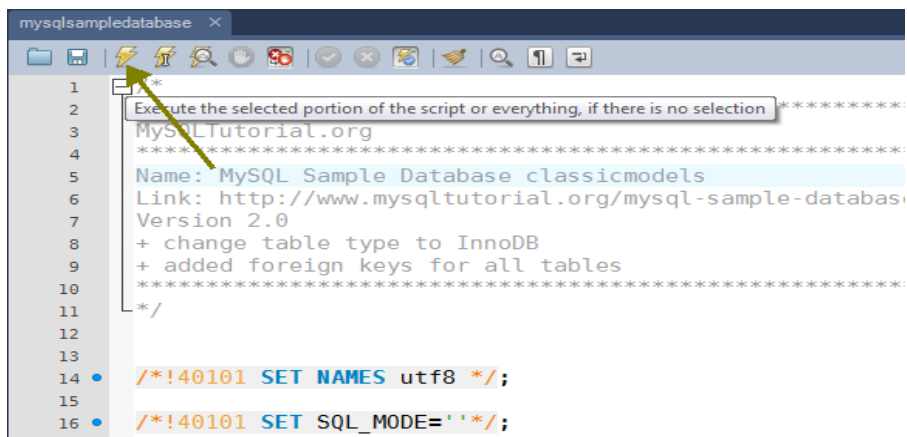 mysqlsampledatabase ×
1 /*
Execute the selected portion of the script or everything, if there is no selection
2 **********
3 MySQLTutorial.org
4 *******************************************************
5 Name: MySQL Sample Database classicmodels
6 Link: http://www.mysqltutorial.org/mysql-sample-databas
7 Version 2.0
8 + change table type to InnoDB
9 + added foreign keys for all tables
10 *******************************************************
11 */
12
13
14 /*!40101 SET NAMES utf8 */;
15
16 /*!40101 SET SQL_MODE=''*/;